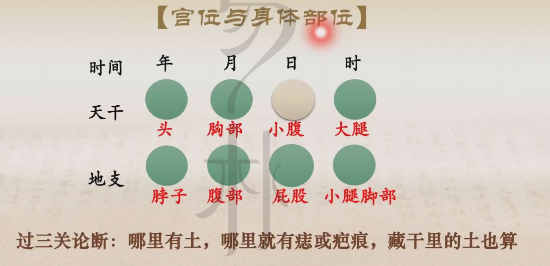 【宫位与身体部位】
时间 年 月 日 时
天干
头 胸部 小腹 大腿
地支
脖子 腹部 屁股 小腿脚部
过三关论断：哪里有土，哪里就有痣或疤痕，藏干里的土也算